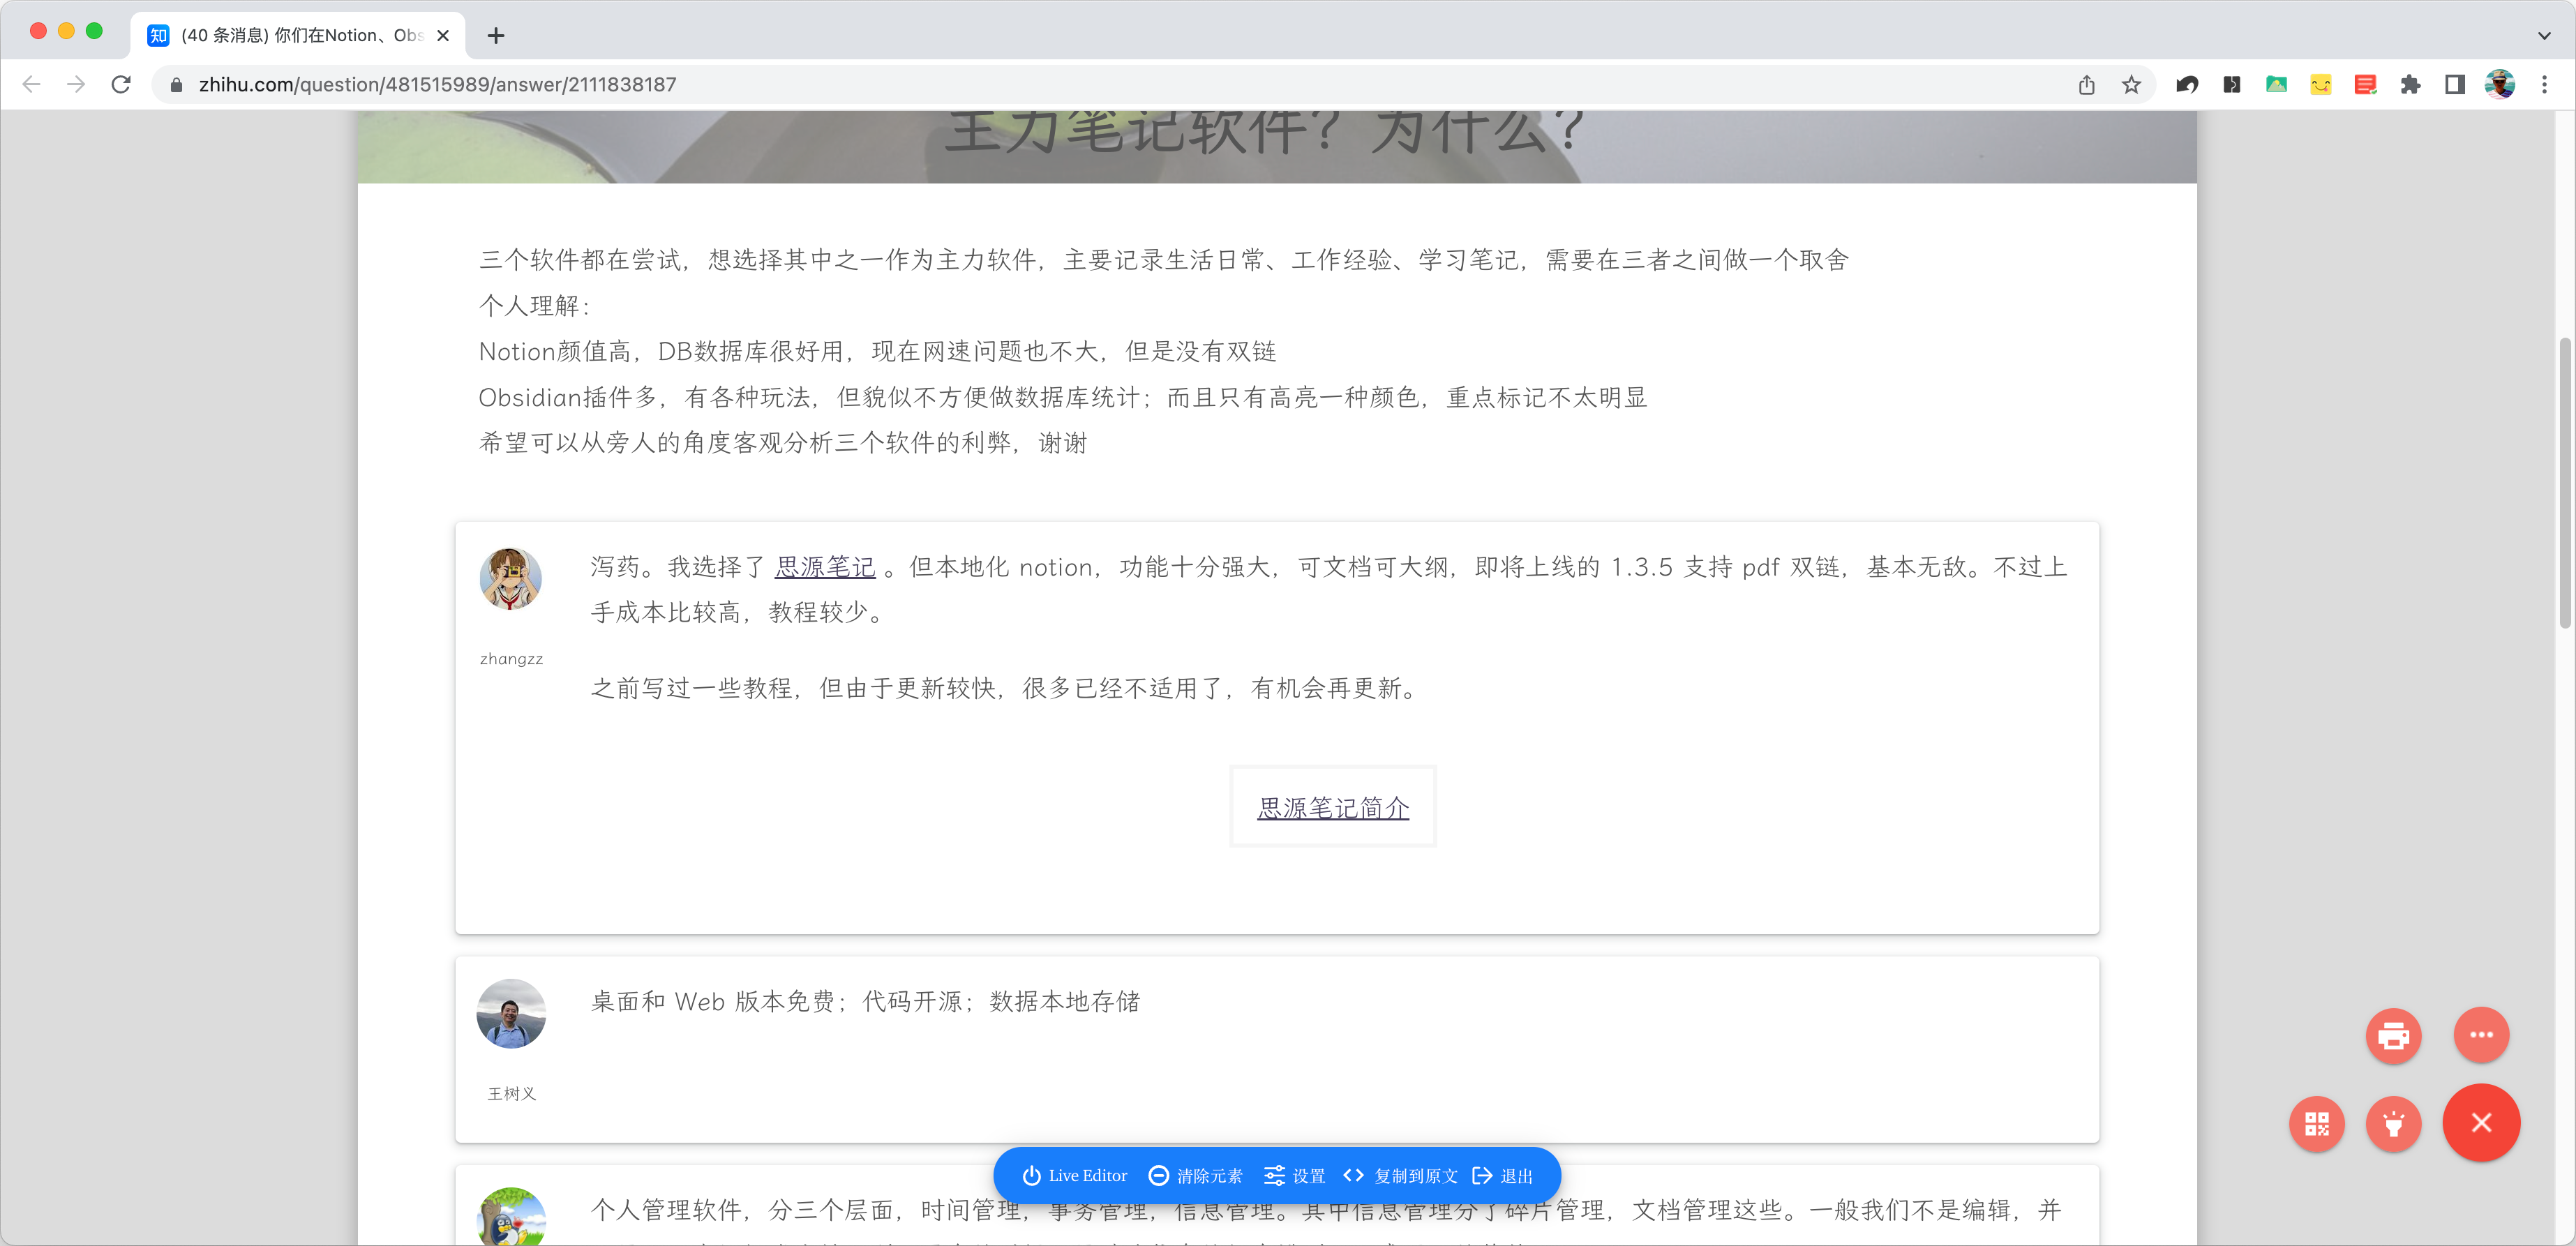 (40 条消息) 你们在Notion、Obs
zhihu.com/question/481515989/answer/2111838187
主力笔记软件？为什么？
三个软件都在尝试，想选择其中之一作为主力软件，主要记录生活日常、工作经验、学习笔记，需要在三者之间做一个取舍
个人理解：
Notion颜值高，DB数据库很好用，现在网速问题也不大，但是没有双链
Obsidian插件多，有各种玩法，但貌似不方便做数据库统计；而且只有高亮一种颜色，重点标记不太明显
希望可以从旁人的角度客观分析三个软件的利弊，谢谢
泻药。我选择了 思源笔记 。但本地化 notion，功能十分强大，可文档可大纲，即将上线的 1.3.5 支持 pdf 双链，基本无敌。不过上
手成本比较高，教程较少。
zhangzz
之前写过一些教程，但由于更新较快，很多已经不适用了，有机会再更新。
思源笔记简介
桌面和 Web 版本免费；代码开源；数据本地存储
王树义
Live Editor 清除元素 设置 复制到原文 退出
个人管理软件，分三个层面，时间管理，事务管理，信息管理。其中信息管理分了碎片管理，文档管理这些。一般我们不是编辑，并